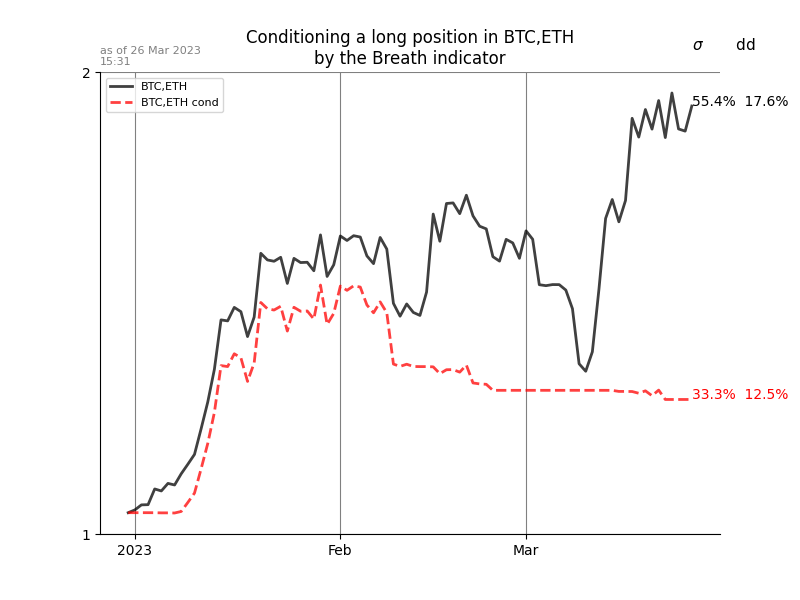 Conditioning a long position in BTC,ETH
by the Breath indicator
σ dd
as of 26 Mar 2023
15:31
2
BTC,ETH
BTC,ETH cond
55.4% 17.6%
33.3% 12.5%
1
2023 Feb Mar